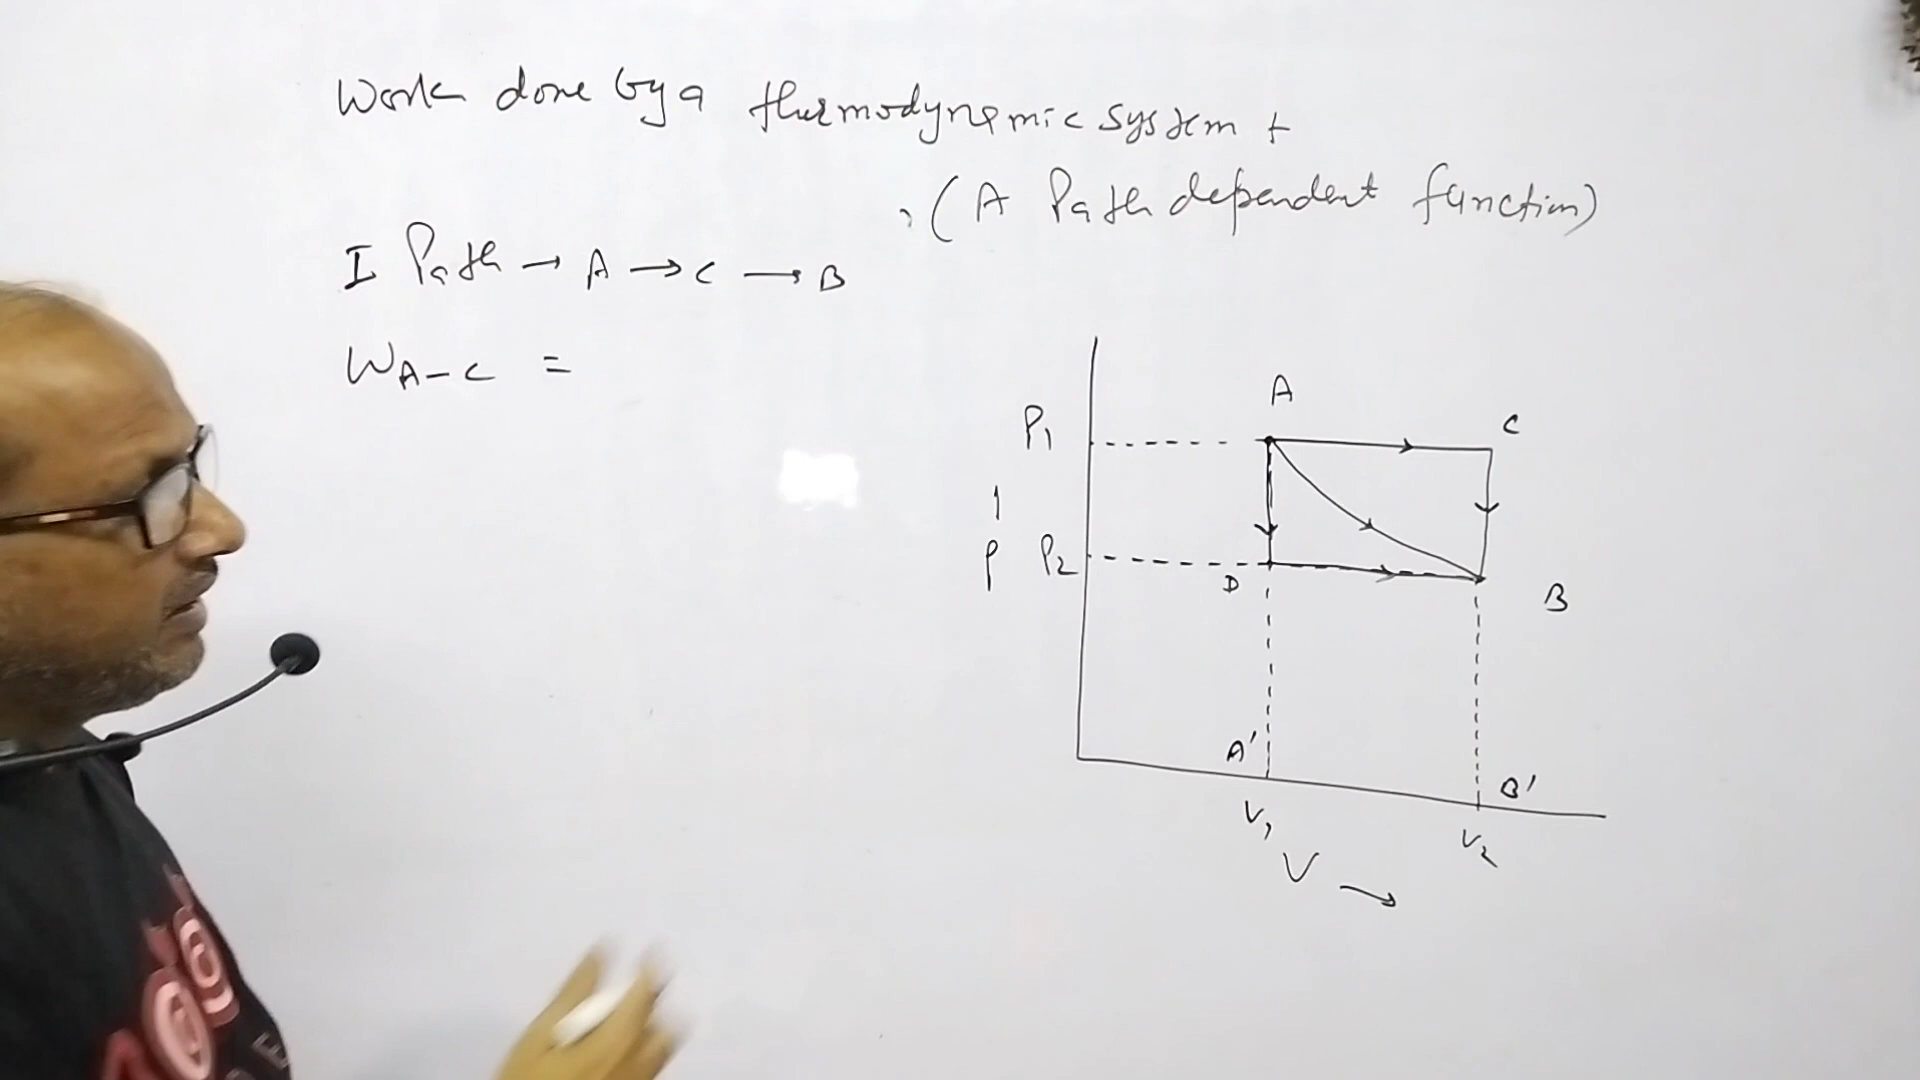 Work done by a thermodynamic system +
(A Path dependent function)
I Path → A → C → B
W_A-C =
A
C
P1
P
P2
D
B
A'
B'
V1
V2
V →